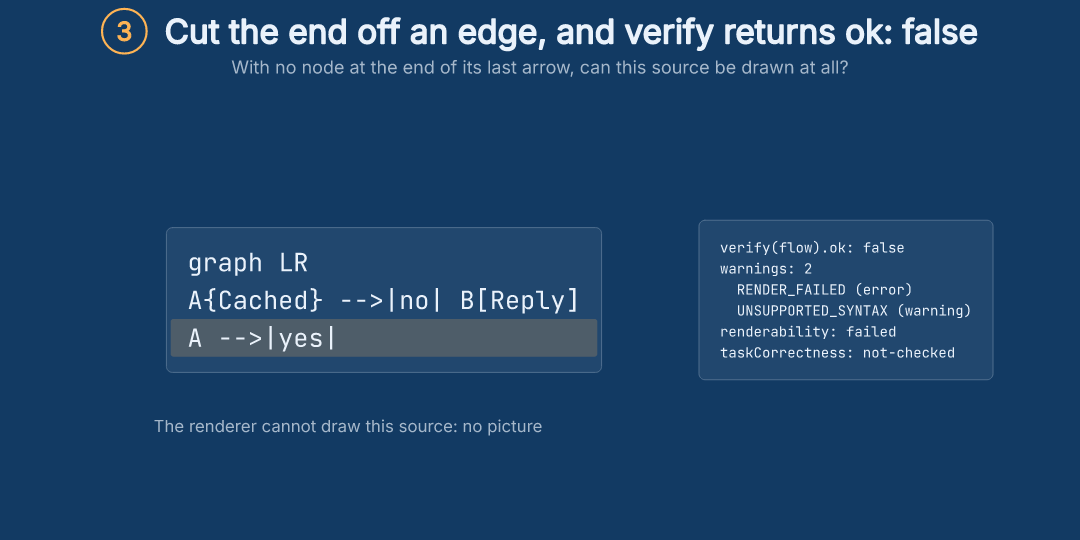 3 Cut the end off an edge, and verify returns ok: false
With no node at the end of its last arrow, can this source be drawn at all?
graph LR
A{Cached} -->|no| B[Reply]
A -->|yes|
verify(flow).ok: false
warnings: 2
RENDER_FAILED (error)
UNSUPPORTED_SYNTAX (warning)
renderability: failed
taskCorrectness: not-checked
The renderer cannot draw this source: no picture